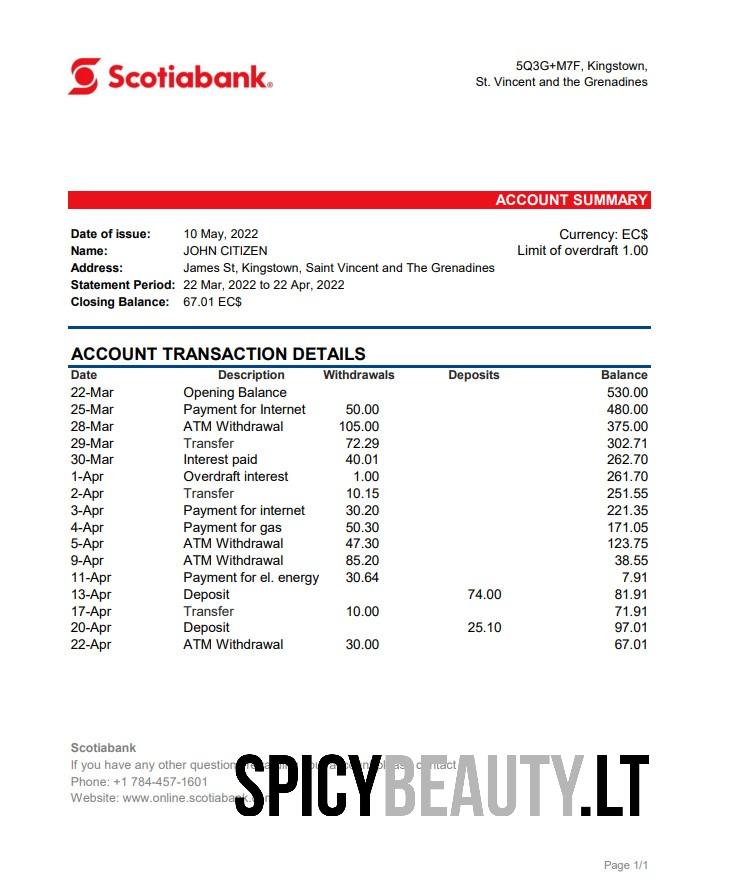 Scotiabank®
5Q3G+M7F, Kingstown,
St. Vincent and the Grenadines
ACCOUNT SUMMARY
Date of issue: 10 May, 2022
Currency: EC$
Name: JOHN CITIZEN
Limit of overdraft 1.00
Address: James St, Kingstown, Saint Vincent and The Grenadines
Statement Period: 22 Mar, 2022 to 22 Apr, 2022
Closing Balance: 67.01 EC$
ACCOUNT TRANSACTION DETAILS
Date Description Withdrawals Deposits Balance
22-Mar Opening Balance 530.00
25-Mar Payment for Internet 50.00 480.00
28-Mar ATM Withdrawal 105.00 375.00
29-Mar Transfer 72.29 302.71
30-Mar Interest paid 40.01 262.70
1-Apr Overdraft interest 1.00 261.70
2-Apr Transfer 10.15 251.55
3-Apr Payment for internet 30.20 221.35
4-Apr Payment for gas 50.30 171.05
5-Apr ATM Withdrawal 47.30 123.75
9-Apr ATM Withdrawal 85.20 38.55
11-Apr Payment for el. energy 30.64 7.91
13-Apr Deposit 74.00 81.91
17-Apr Transfer 10.00 71.91
20-Apr Deposit 25.10 97.01
22-Apr ATM Withdrawal 30.00 67.01
Scotiabank
If you have any other question contact
Phone: +1 784-457-1601
Website: www.online.scotiabank.
SPICYBEAUTY.LT
Page 1/1